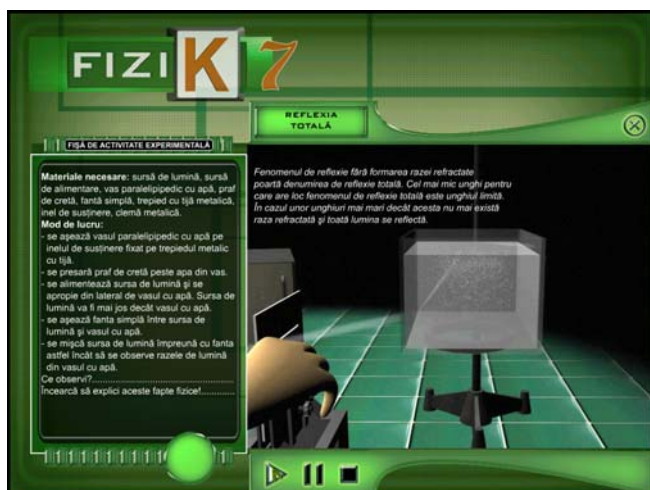 FIZIK 7
REFLEXIA
TOTALĂ
FIŞĂ DE ACTIVITATE EXPERIMENTALĂ
Materiale necesare: sursă de lumină, sursă
de alimentare, vas paralelipipedic cu apă, praf
de cretă, fantă simplă, trepied cu tijă metalică,
inel de susținere, clemă metalică.
Mod de lucru:
- se aşează vasul paralelipipedic cu apă pe
inelul de susținere fixat pe trepiedul metalic
cu tijă.
- se presară praf de cretă peste apa din vas.
- se alimentează sursa de lumină şi se
apropie din lateral de vasul cu apă. Sursa de
lumină va fi mai jos decât vasul cu apă.
- se aşează fanta simplă între sursa de
lumină şi vasul cu apă.
- se mişcă sursa de lumină împreună cu fanta
astfel încât să se observe razele de lumină
din vasul cu apă.
Ce observi?........................................
Încearcă să explici aceste fapte fizice!............
Fenomenul de reflexie fără formarea razei refractate
poartă denumirea de reflexie totală. Cel mai mic unghi pentru
care are loc fenomenul de reflexie totală este unghiul limită.
În cazul unor unghiuri mai mari decât acesta nu mai există
raza refractată şi toată lumina se reflectă.